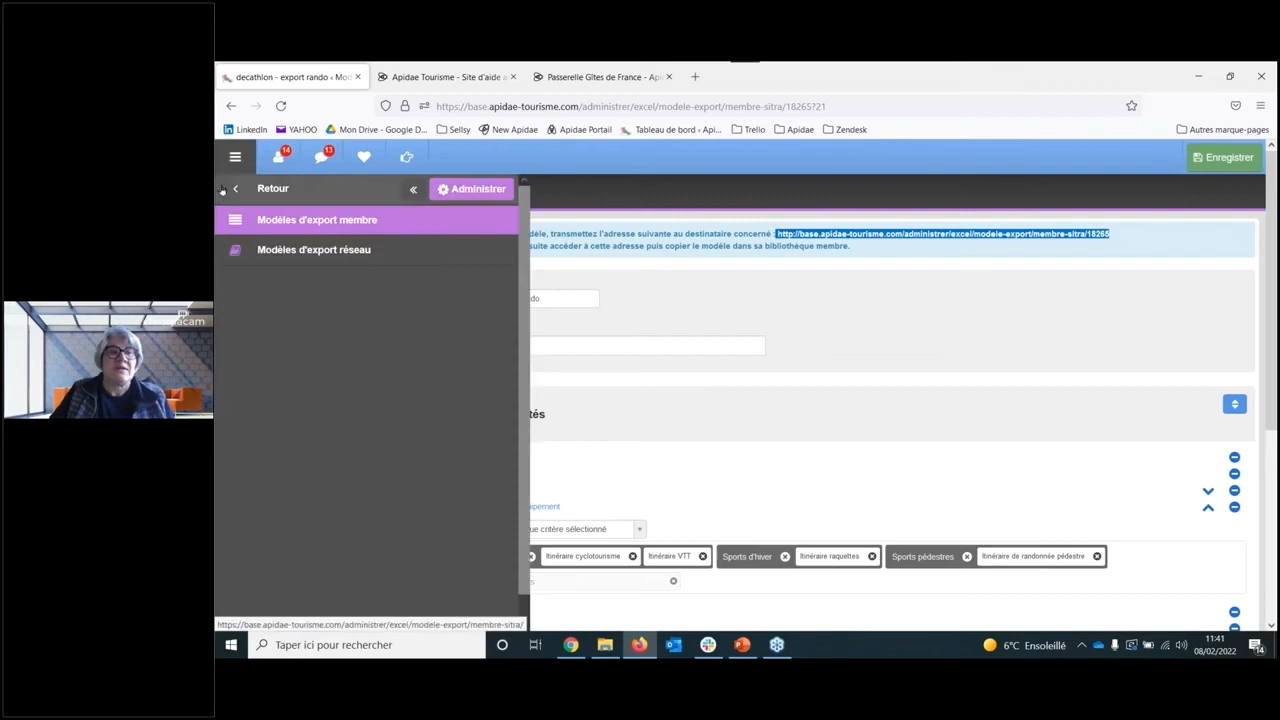 decathlon - export rando « Mod
Apidae Tourisme - Site d'aide a
Passerelle Gîtes de France - Api
https://base.apidae-tourisme.com/administrer/excel/modele-export/membre-sitra/18265?21
LinkedIn
YAHOO
Mon Drive - Google D...
Sellsy
New Apidae
Apidae Portail
Tableau de bord ‹ Api...
Trello
Apidae
Zendesk
Autres marque-pages
14
13
Enregistrer
Retour
Administrer
Modèles d'export membre
Modèles d'export réseau
dèle, transmettez l'adresse suivante au destinataire concerné : http://base.apidae-tourisme.com/administrer/excel/modele-export/membre-sitra/18265
suite accéder à cette adresse puis copier le modèle dans sa bibliothèque membre.
do
tés
ipement
ue critère sélectionné
Itinéraire cyclotourisme
Itinéraire VTT
Sports d'hiver
Itinéraire raquettes
Sports pédestres
Itinéraire de randonnée pédestre
s
https://base.apidae-tourisme.com/administrer/excel/modele-export/membre-sitra/
Taper ici pour rechercher
6°C Ensoleillé
11:41
08/02/2022
14